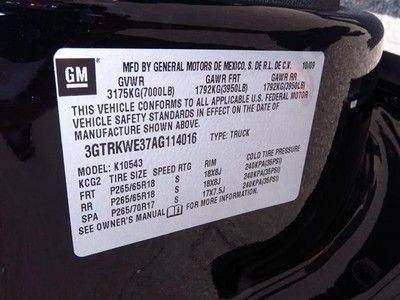 GM
MFD BY GENERAL MOTORS DE MEXICO, S. DE R.L. DE C.V. 10/09
GVWR GAWR FRT GAWR RR
3175KG(7000LB) 1792KG(3950LB) 1792KG(3950LB)
THIS VEHICLE CONFORMS TO ALL APPLICABLE U.S. FEDERAL MOTOR
VEHICLE SAFETY STANDARDS IN EFFECT ON THE DATE OF
MANUFACTURE SHOWN ABOVE.
3GTRKWE37AG114016 TYPE: TRUCK
MODEL: K10543 COLD TIRE PRESSURE
KCG2 TIRE SIZE SPEED RTG RIM
FRT P265/65R18 S 18X8J 240KPA(35PSI)
RR P265/65R18 S 18X8J 240KPA(35PSI)
SPA P265/70R17 S 17X7.5J 240KPA(35PSI)
SEE OWNER'S MANUAL FOR ADDITIONAL INFORMATION